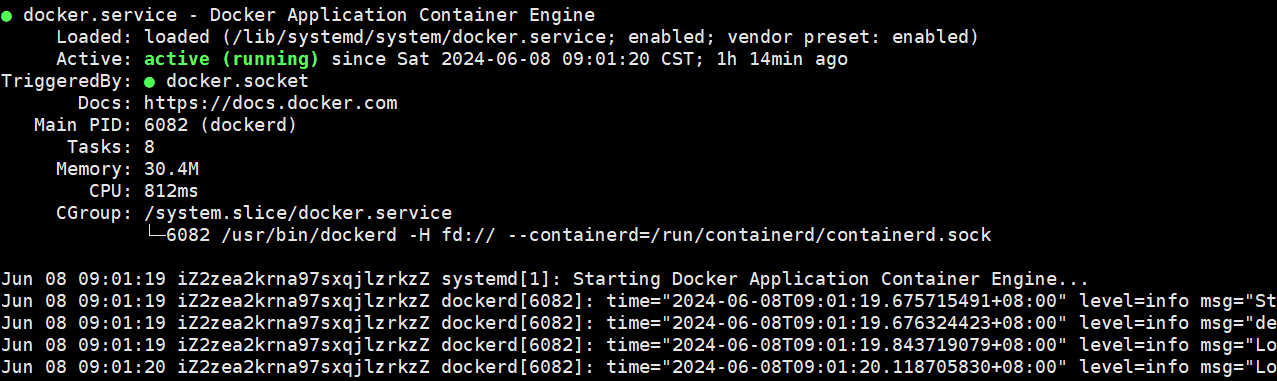 ● docker.service - Docker Application Container Engine
     Loaded: loaded (/lib/systemd/system/docker.service; enabled; vendor preset: enabled)
     Active: active (running) since Sat 2024-06-08 09:01:20 CST; 1h 14min ago
TriggeredBy: ● docker.socket
       Docs: https://docs.docker.com
   Main PID: 6082 (dockerd)
      Tasks: 8
     Memory: 30.4M
        CPU: 812ms
     CGroup: /system.slice/docker.service
             └─6082 /usr/bin/dockerd -H fd:// --containerd=/run/containerd/containerd.sock
Jun 08 09:01:19 iZ2zea2krna97sxqjlzrkzZ systemd[1]: Starting Docker Application Container Engine...
Jun 08 09:01:19 iZ2zea2krna97sxqjlzrkzZ dockerd[6082]: time="2024-06-08T09:01:19.675715491+08:00" level=info msg="St
Jun 08 09:01:19 iZ2zea2krna97sxqjlzrkzZ dockerd[6082]: time="2024-06-08T09:01:19.676324423+08:00" level=info msg="de
Jun 08 09:01:19 iZ2zea2krna97sxqjlzrkzZ dockerd[6082]: time="2024-06-08T09:01:19.843719079+08:00" level=info msg="Lo
Jun 08 09:01:20 iZ2zea2krna97sxqjlzrkzZ dockerd[6082]: time="2024-06-08T09:01:20.118705830+08:00" level=info msg="Lo